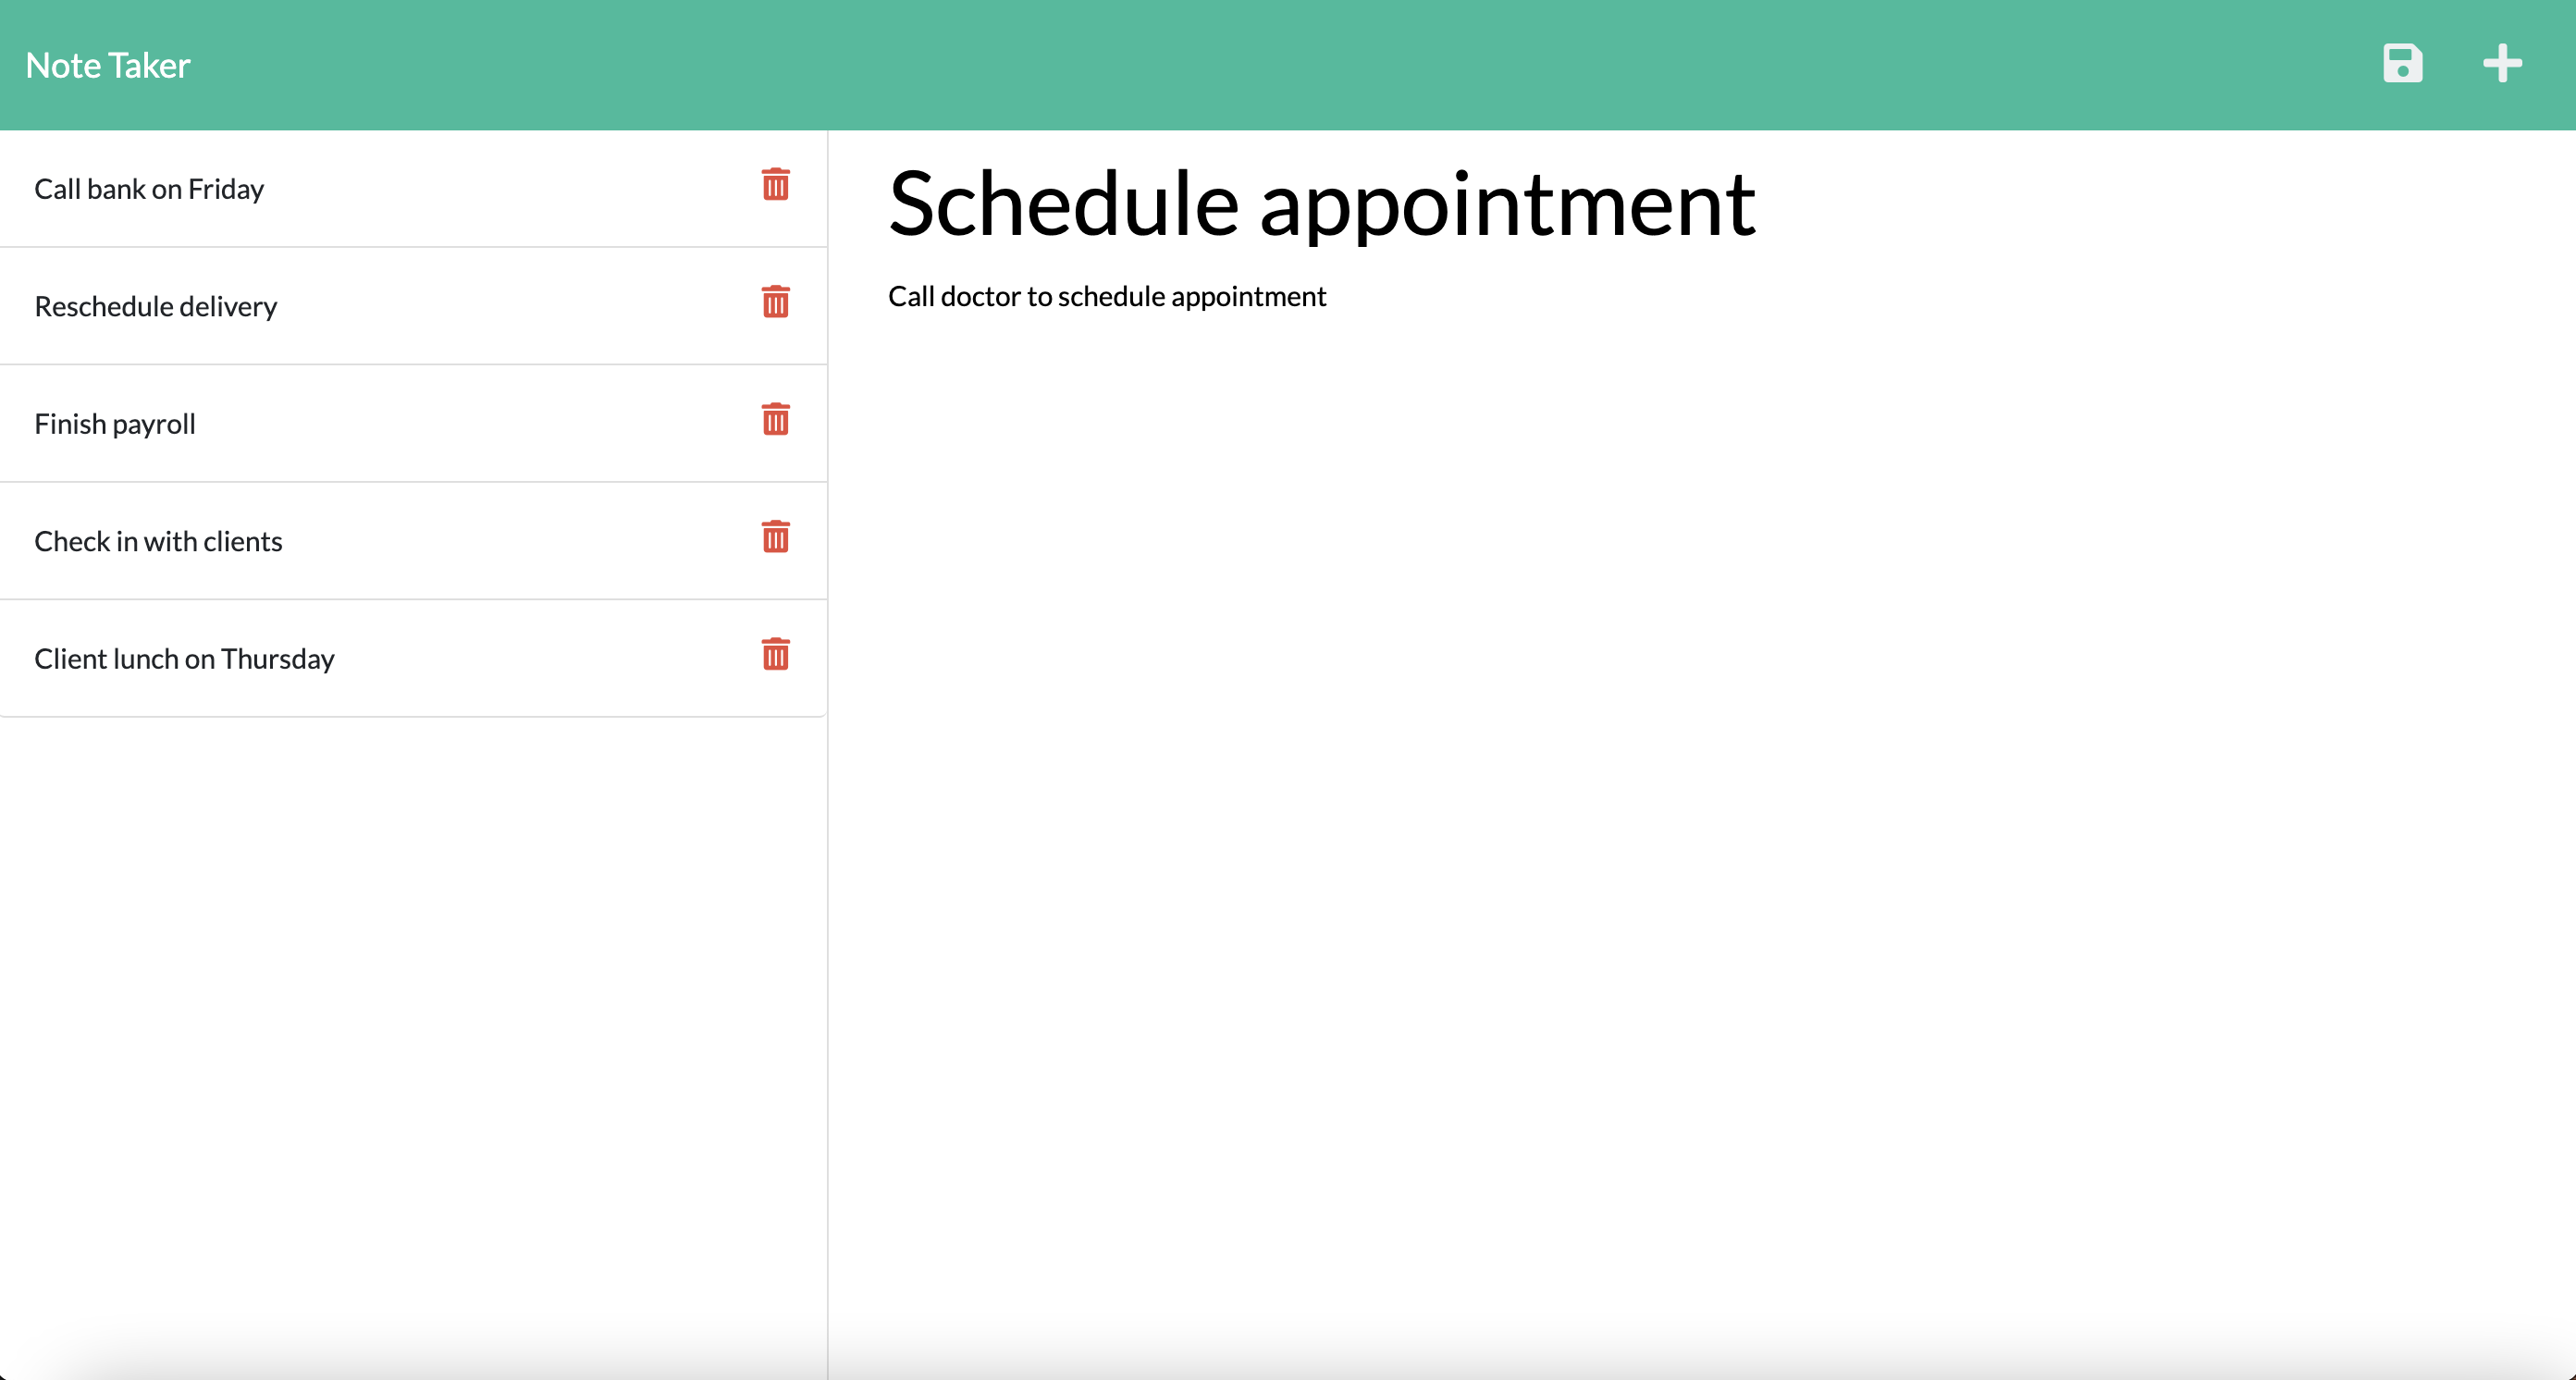 Note Taker
Call bank on Friday
Reschedule delivery
Finish payroll
Check in with clients
Client lunch on Thursday
Schedule appointment
Call doctor to schedule appointment